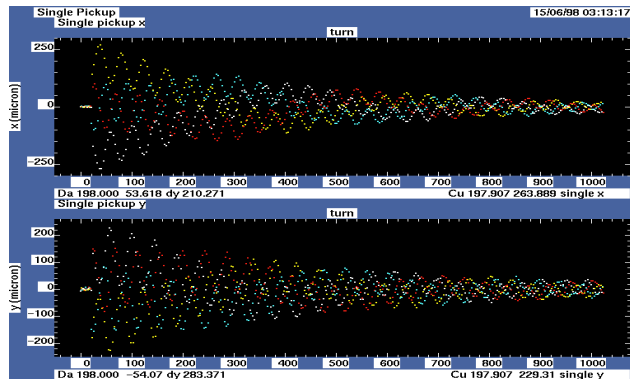 Single Pickup 15/06/98 03:13:17
Single pickup x
turn
250
0
-250
x (micron)
0 100 200 300 400 500 600 700 800 900 1000
Da 198.000 53.618 dy 210.271 Cu 197.907 263.889 single x
Single pickup y
turn
200
100
0
-100
-200
y (micron)
0 100 200 300 400 500 600 700 800 900 1000
Da 198.000 -54.07 dy 283.371 Cu 197.907 229.31 single y